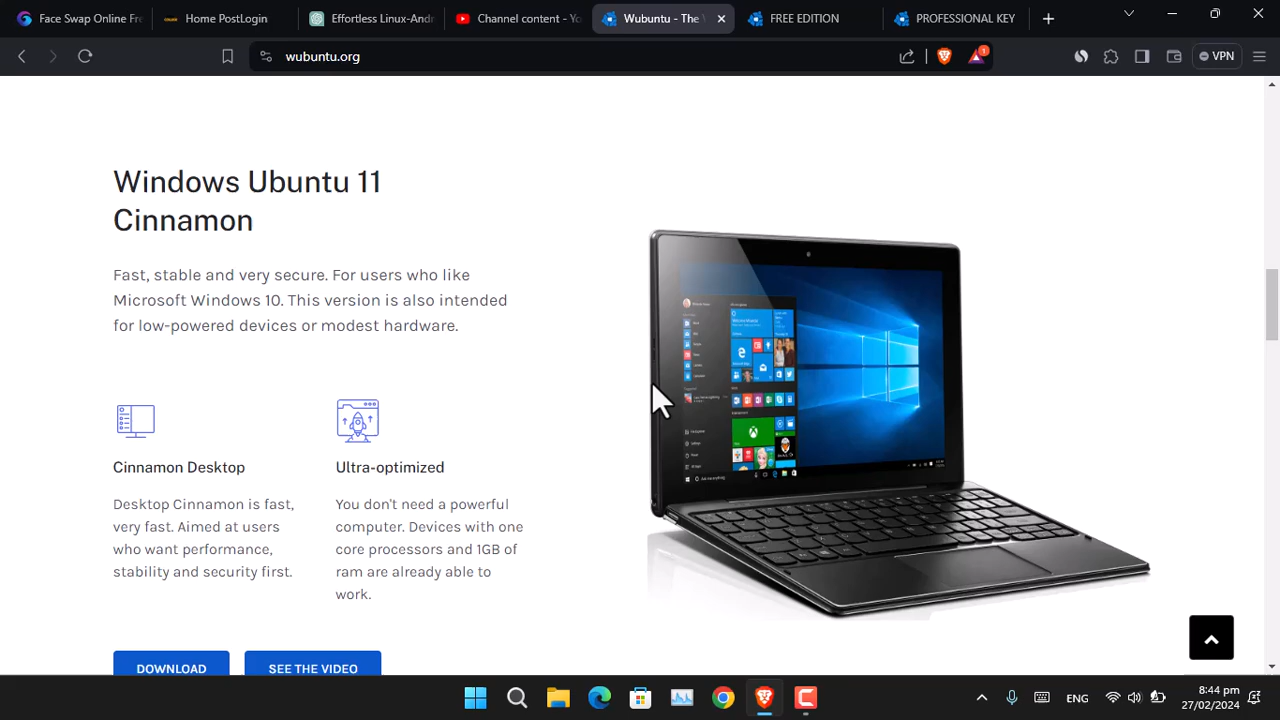 Face Swap Online Fre
Home PostLogin
Effortless Linux-Andr
Channel content - Yo
Wubuntu - The W
FREE EDITION
PROFESSIONAL KEY
wubuntu.org
1
VPN
Windows Ubuntu 11
Cinnamon
Fast, stable and very secure. For users who like
Microsoft Windows 10. This version is also intended
for low-powered devices or modest hardware.
Cinnamon Desktop
Desktop Cinnamon is fast,
very fast. Aimed at users
who want performance,
stability and security first.
Ultra-optimized
You don't need a powerful
computer. Devices with one
core processors and 1GB of
ram are already able to
work.
DOWNLOAD
SEE THE VIDEO
ENG
8:44 pm
27/02/2024